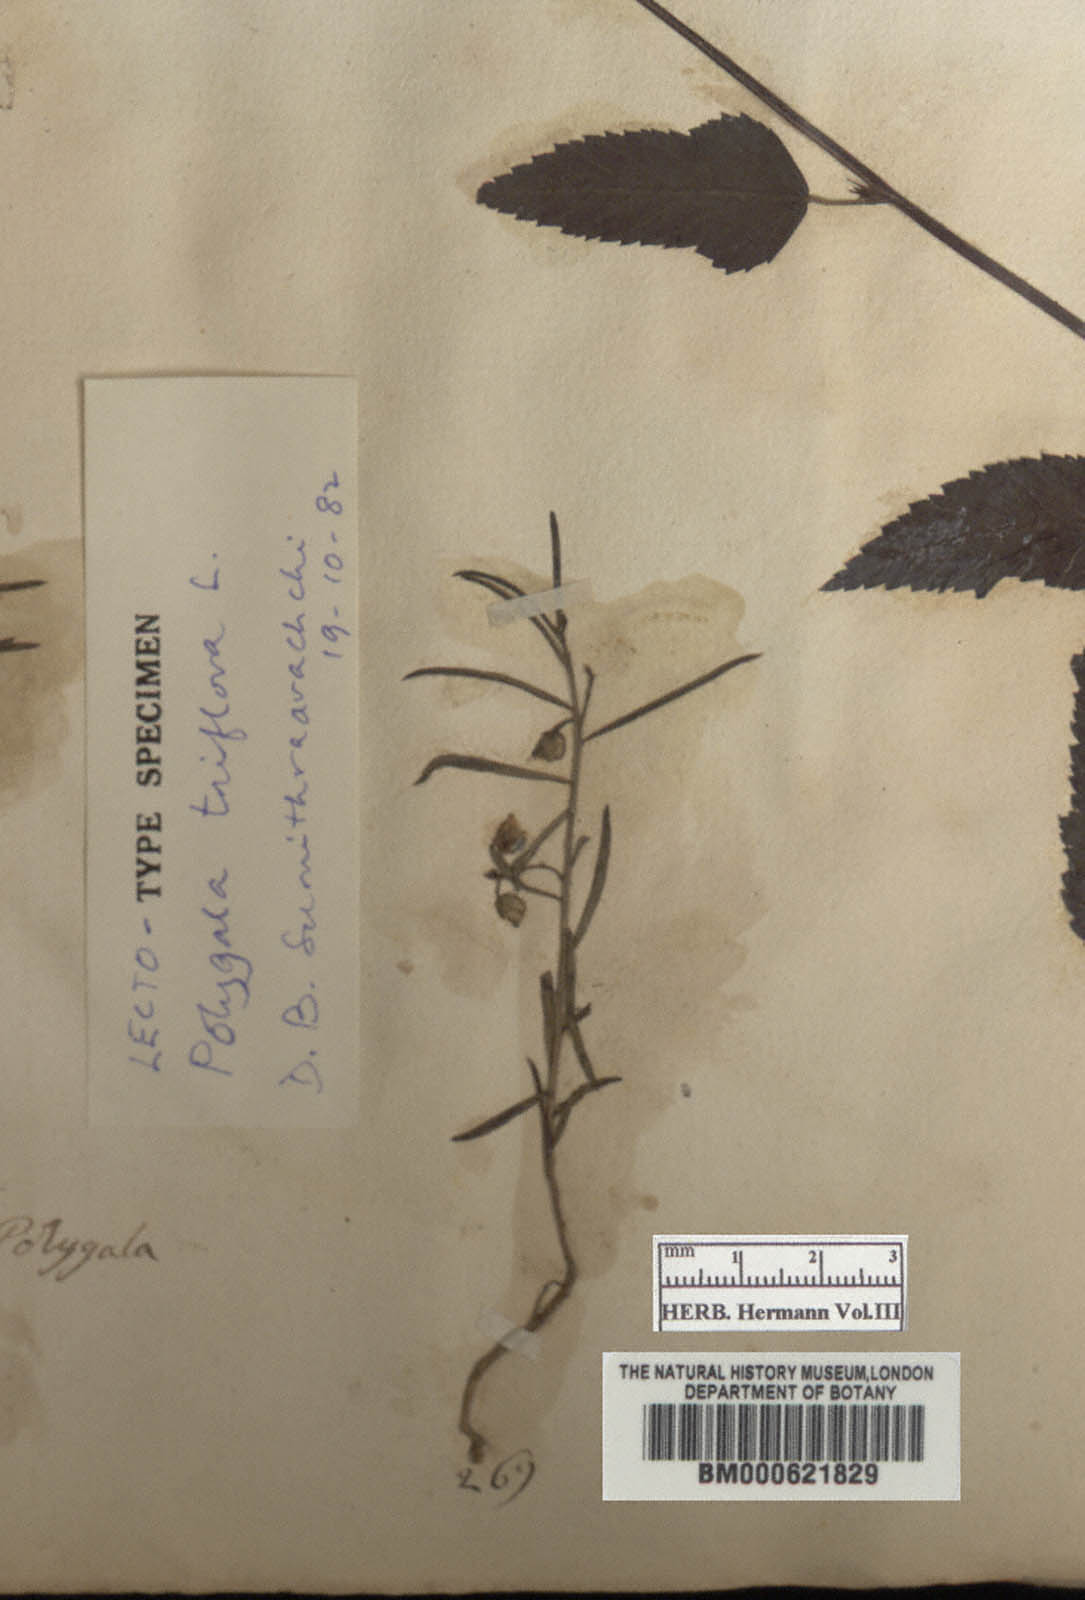 LECTO-TYPE SPECIMEN
Polygala triflora L.
D. B. Sumithraarachchi
19-10-82
Polygala
269
mm 1 2 3
HERB. Hermann Vol.III
THE NATURAL HISTORY MUSEUM,LONDON
DEPARTMENT OF BOTANY
BM000621829